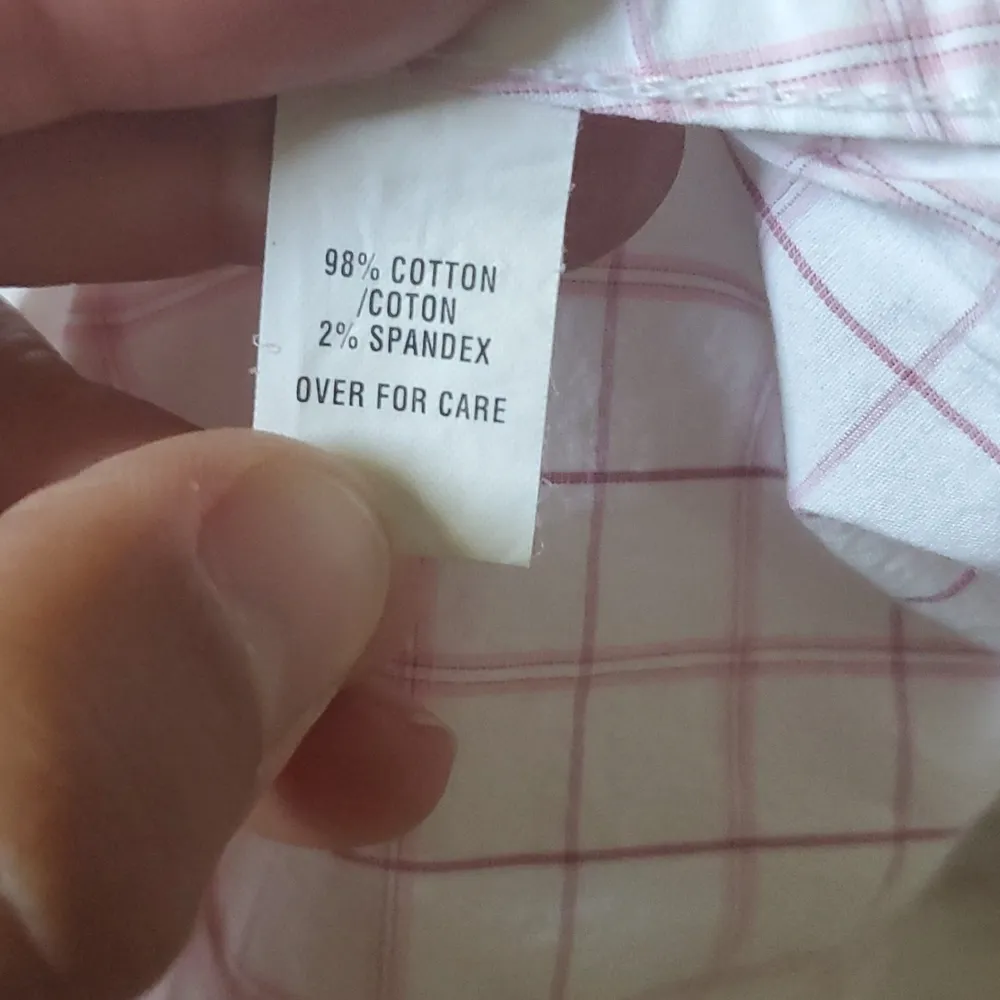 98% COTTON
/COTON
2% SPANDEX
OVER FOR CARE